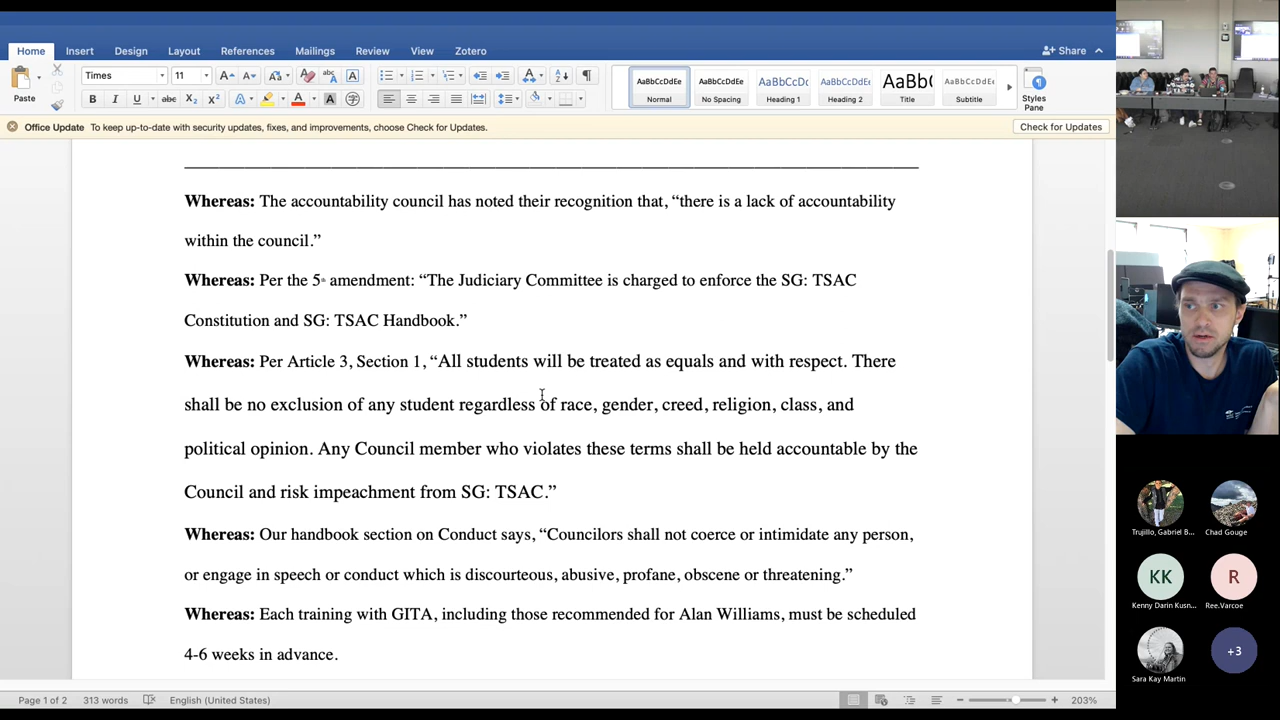 Home Insert Design Layout References Mailings Review View Zotero
Share
Paste
Times 11
AaBbCcDdEe AaBbCcDdEe AaBbCcDc AaBbCcDdE AaBb( AaBbCcDdEe
Normal No Spacing Heading 1 Heading 2 Title Subtitle
Styles
Pane
Office Update To keep up-to-date with security updates, fixes, and improvements, choose Check for Updates.
Check for Updates
Whereas: The accountability council has noted their recognition that, “there is a lack of accountability
within the council.”
Whereas: Per the 5th amendment: “The Judiciary Committee is charged to enforce the SG: TSAC
Constitution and SG: TSAC Handbook.”
Whereas: Per Article 3, Section 1, “All students will be treated as equals and with respect. There
shall be no exclusion of any student regardless of race, gender, creed, religion, class, and
political opinion. Any Council member who violates these terms shall be held accountable by the
Council and risk impeachment from SG: TSAC.”
Whereas: Our handbook section on Conduct says, “Councilors shall not coerce or intimidate any person,
or engage in speech or conduct which is discourteous, abusive, profane, obscene or threatening.”
Whereas: Each training with GITA, including those recommended for Alan Williams, must be scheduled
4-6 weeks in advance.
Page 1 of 2 313 words English (United States) 203%
Trujillo, Gabriel B... Chad Gouge
KK R
Kenny Darin Kusn... Ree.Varcoe
+3
Sara Kay Martin